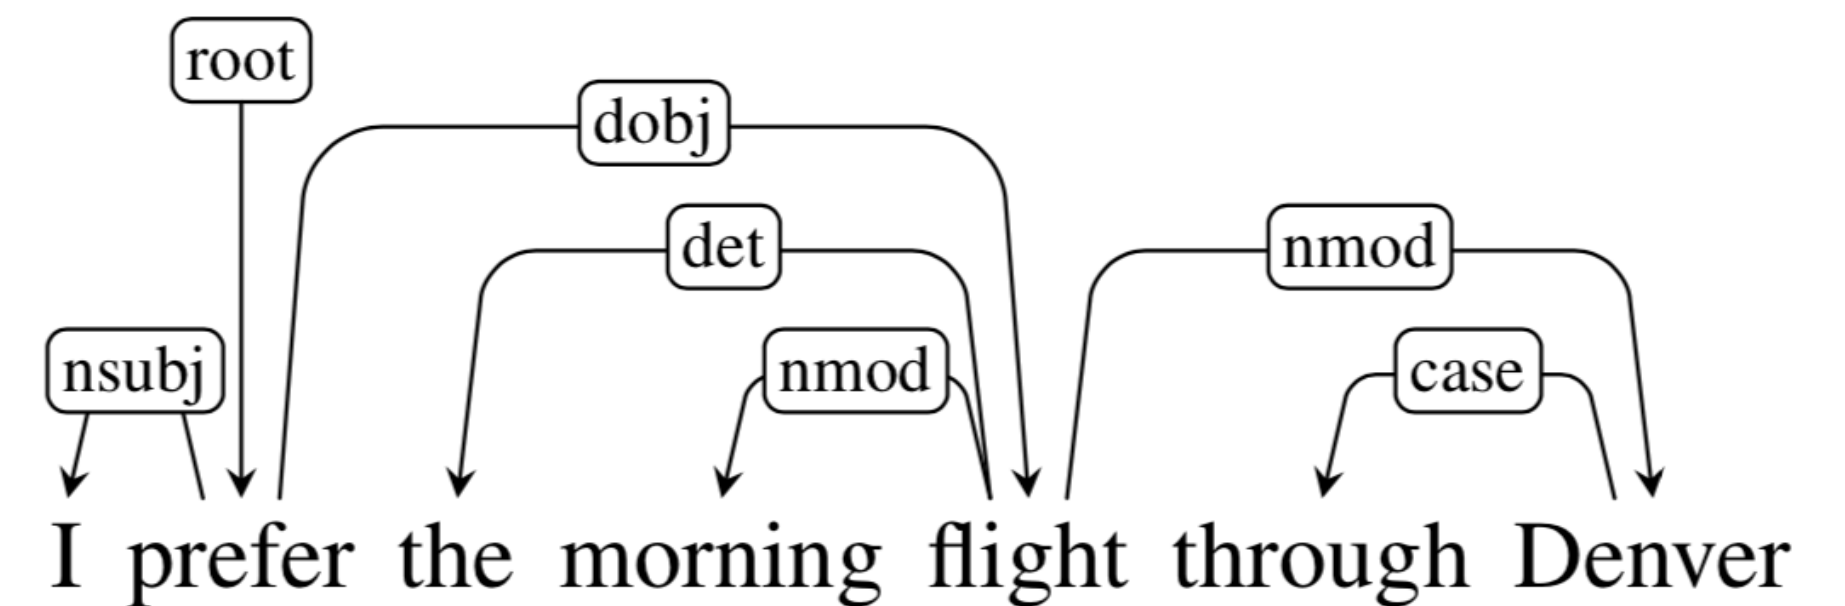 root
dobj
det nmod
nsubj nmod case
I prefer the morning flight through Denver